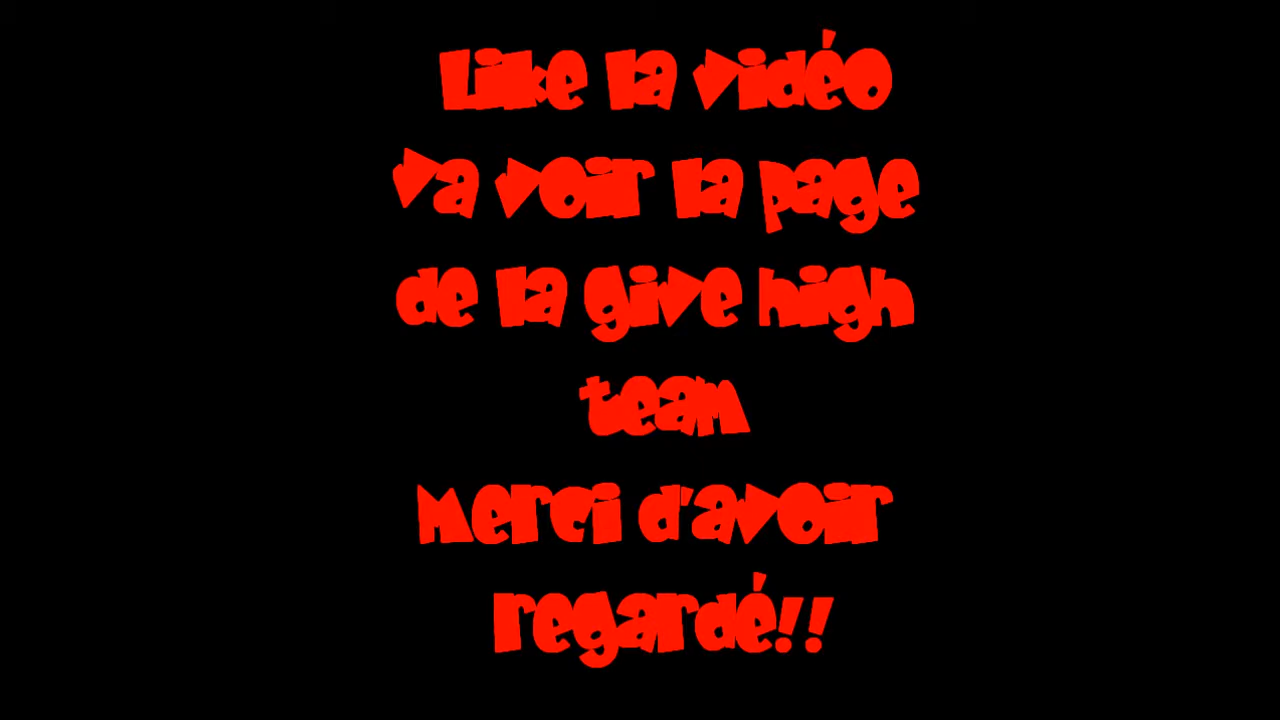 Like la vidéo
va voir la page
de la give high
team
Merci d'avoir
regardé!!